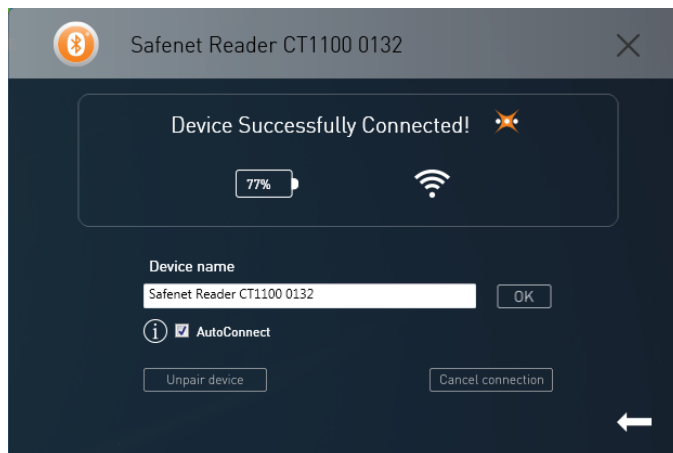 Safenet Reader CT1100 0132
Device Successfully Connected!
77%
Device name
Safenet Reader CT1100 0132
OK
AutoConnect
Unpair device
Cancel connection